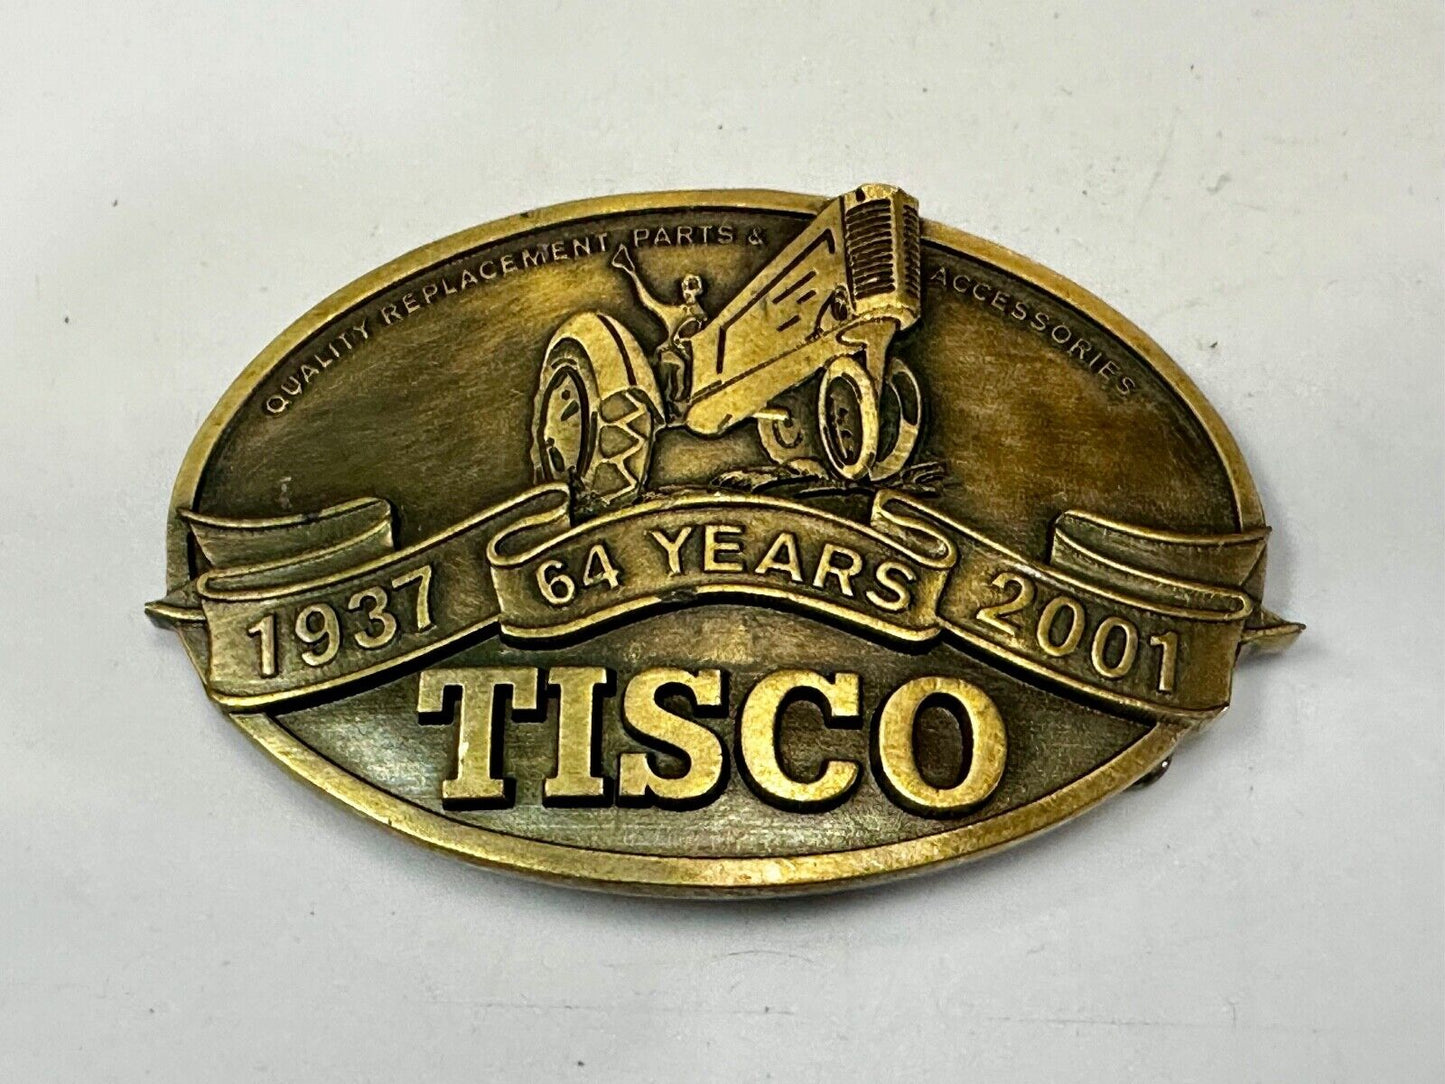 QUALITY REPLACEMENT PARTS & ACCESSORIES
1937 64 YEARS 2001
TISCO